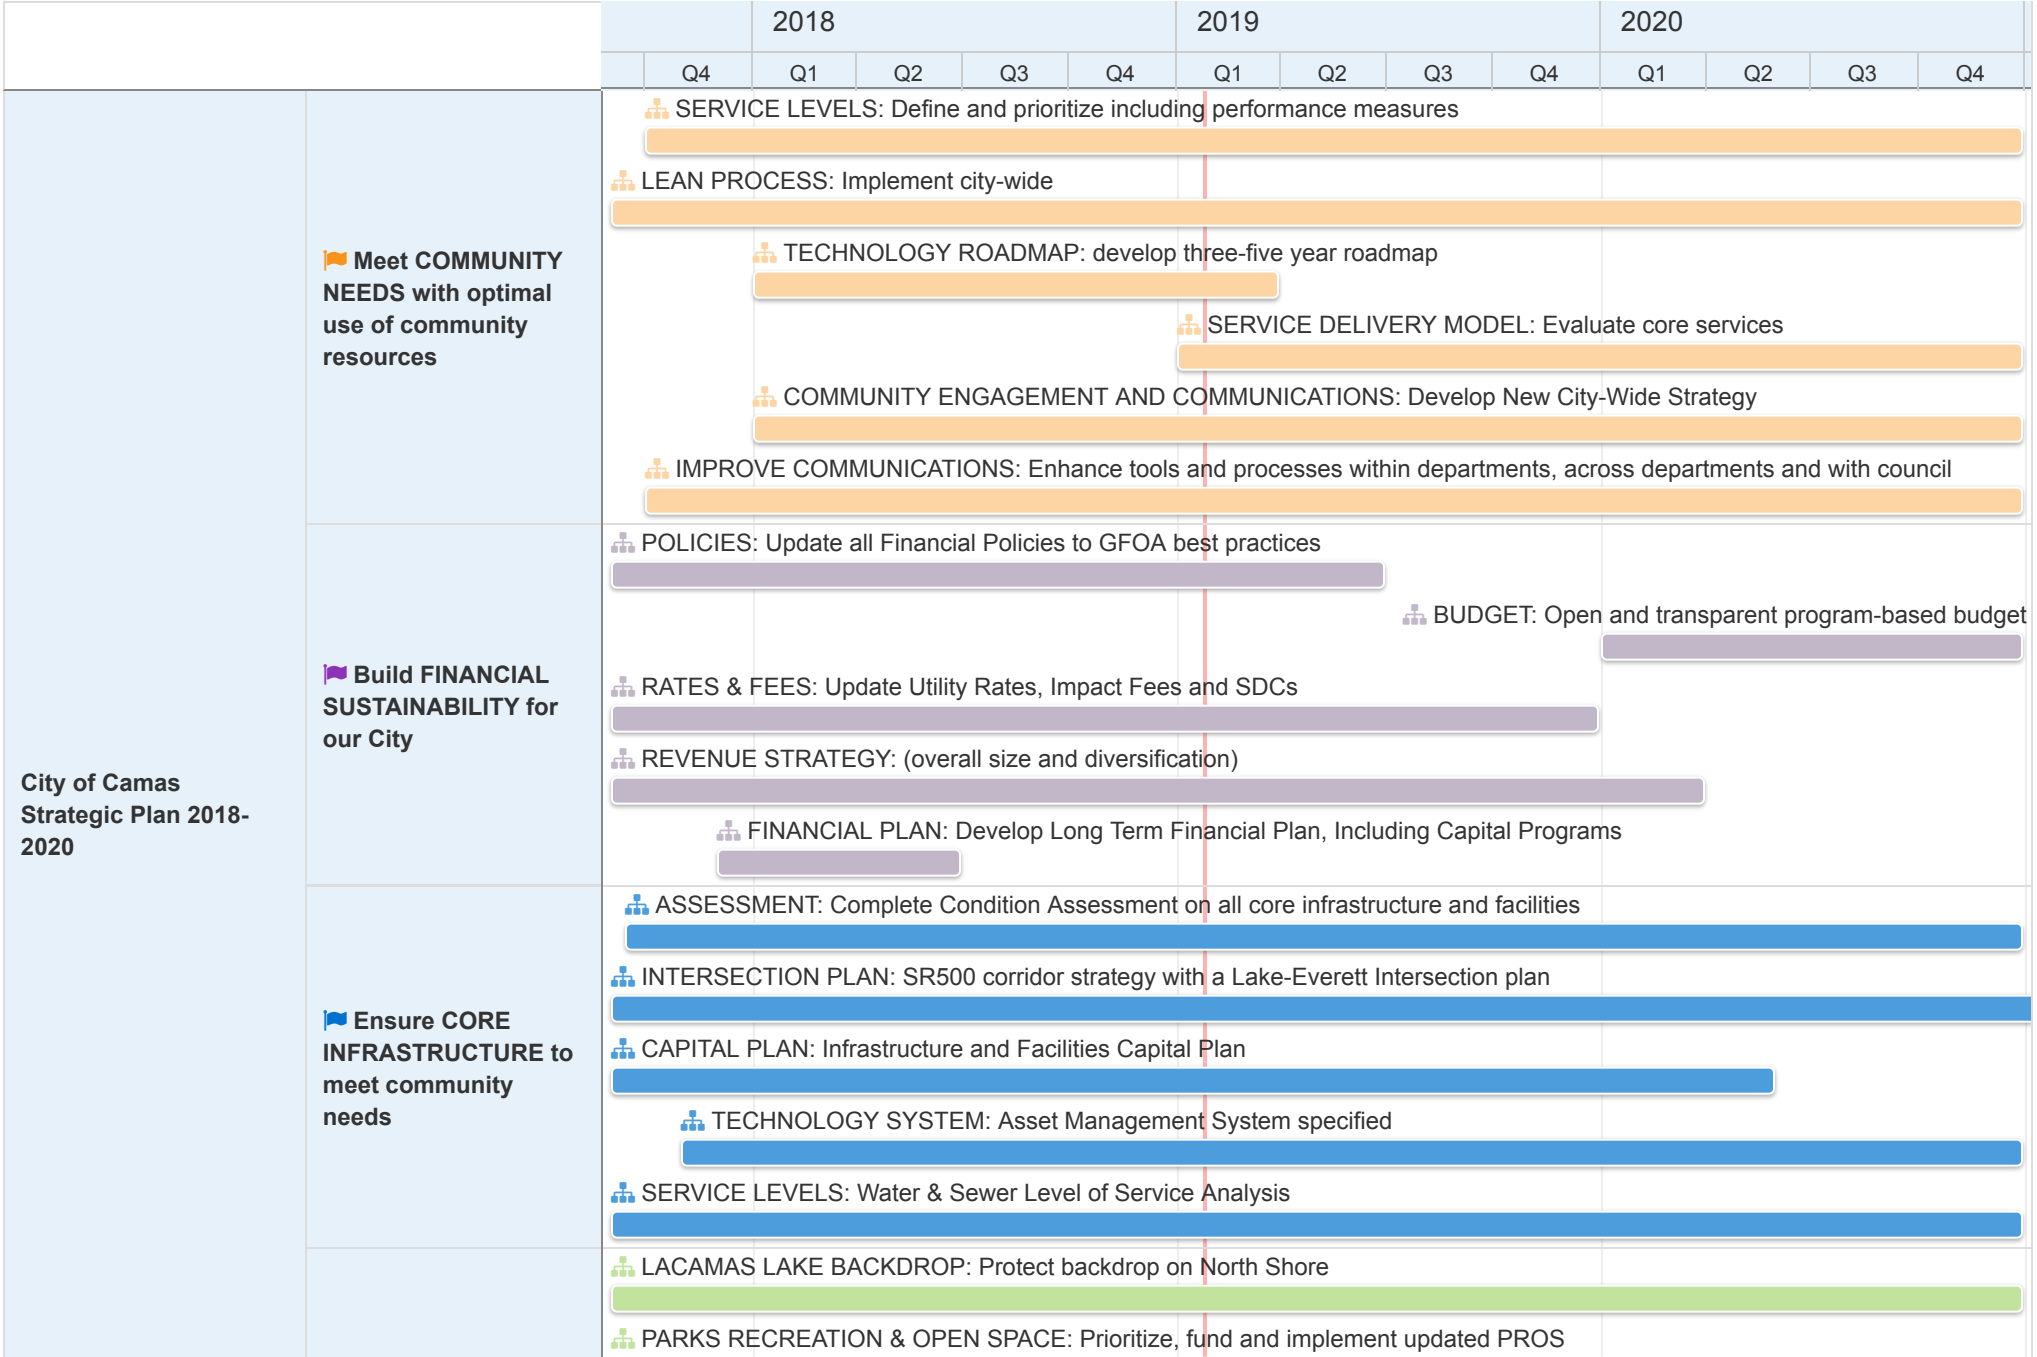 2018 2019 2020
Q4 Q1 Q2 Q3 Q4 Q1 Q2 Q3 Q4 Q1 Q2 Q3 Q4
City of Camas
Strategic Plan 2018-
2020
Meet COMMUNITY
NEEDS with optimal
use of community
resources
SERVICE LEVELS: Define and prioritize including performance measures
LEAN PROCESS: Implement city-wide
TECHNOLOGY ROADMAP: develop three-five year roadmap
SERVICE DELIVERY MODEL: Evaluate core services
COMMUNITY ENGAGEMENT AND COMMUNICATIONS: Develop New City-Wide Strategy
IMPROVE COMMUNICATIONS: Enhance tools and processes within departments, across departments and with council
Build FINANCIAL
SUSTAINABILITY for
our City
POLICIES: Update all Financial Policies to GFOA best practices
BUDGET: Open and transparent program-based budget
RATES & FEES: Update Utility Rates, Impact Fees and SDCs
REVENUE STRATEGY: (overall size and diversification)
FINANCIAL PLAN: Develop Long Term Financial Plan, Including Capital Programs
Ensure CORE
INFRASTRUCTURE to
meet community
needs
ASSESSMENT: Complete Condition Assessment on all core infrastructure and facilities
INTERSECTION PLAN: SR500 corridor strategy with a Lake-Everett Intersection plan
CAPITAL PLAN: Infrastructure and Facilities Capital Plan
TECHNOLOGY SYSTEM: Asset Management System specified
SERVICE LEVELS: Water & Sewer Level of Service Analysis
LACAMAS LAKE BACKDROP: Protect backdrop on North Shore
PARKS RECREATION & OPEN SPACE: Prioritize, fund and implement updated PROS